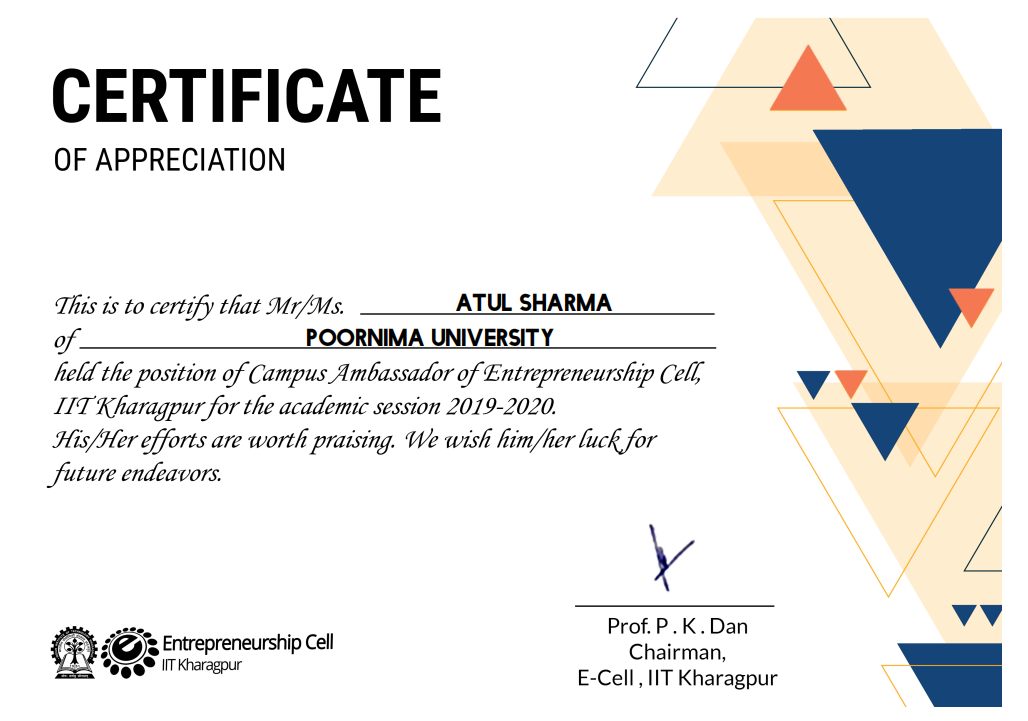 CERTIFICATE
OF APPRECIATION
This is to certify that Mr/Ms. ATUL SHARMA
of POORNIMA UNIVERSITY
held the position of Campus Ambassador of Entrepreneurship Cell,
IIT Kharagpur for the academic session 2019-2020.
His/Her efforts are worth praising. We wish him/her luck for
future endeavors.
Prof. P . K . Dan
Chairman,
E-Cell , IIT Kharagpur
Entrepreneurship Cell
IIT Kharagpur